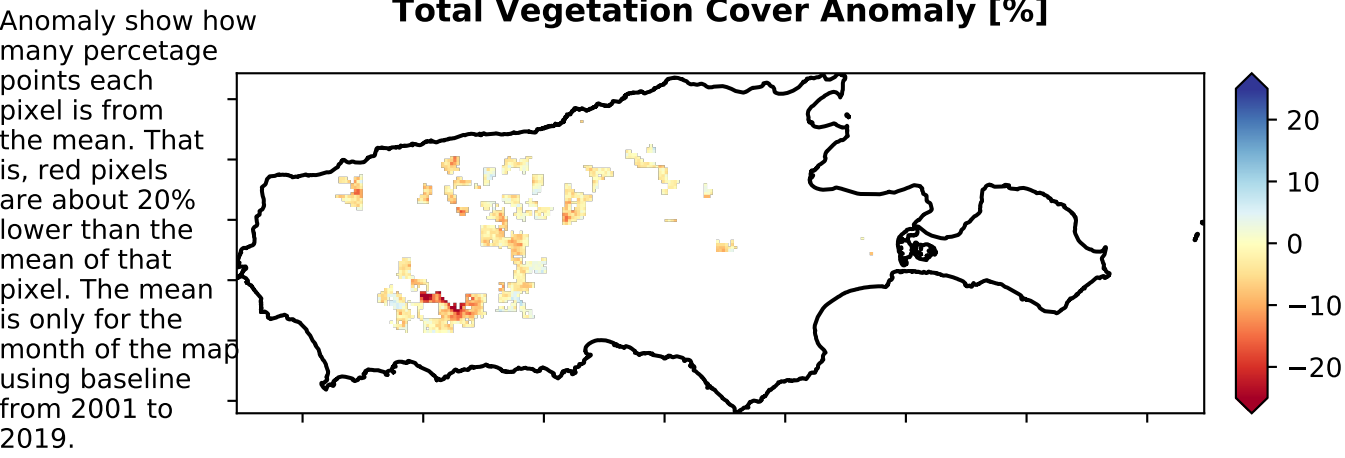 Total Vegetation Cover Anomaly [%]
Anomaly show how
many percetage
points each
pixel is from
the mean. That
is, red pixels
are about 20%
lower than the
mean of that
pixel. The mean
is only for the
month of the map
using baseline
from 2001 to
2019.
20
10
0
−10
−20